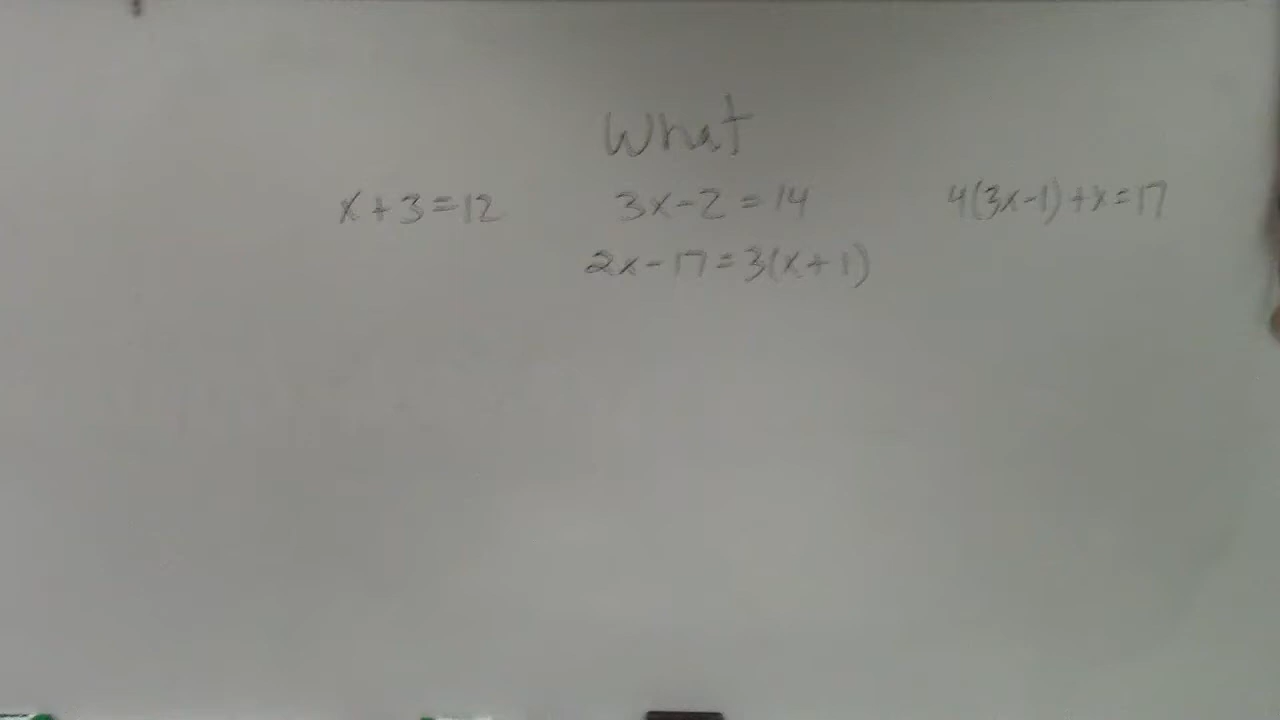 What
x+3=12 3x-2=14 4(3x-1)+x=17
2x-17=3(x+1)